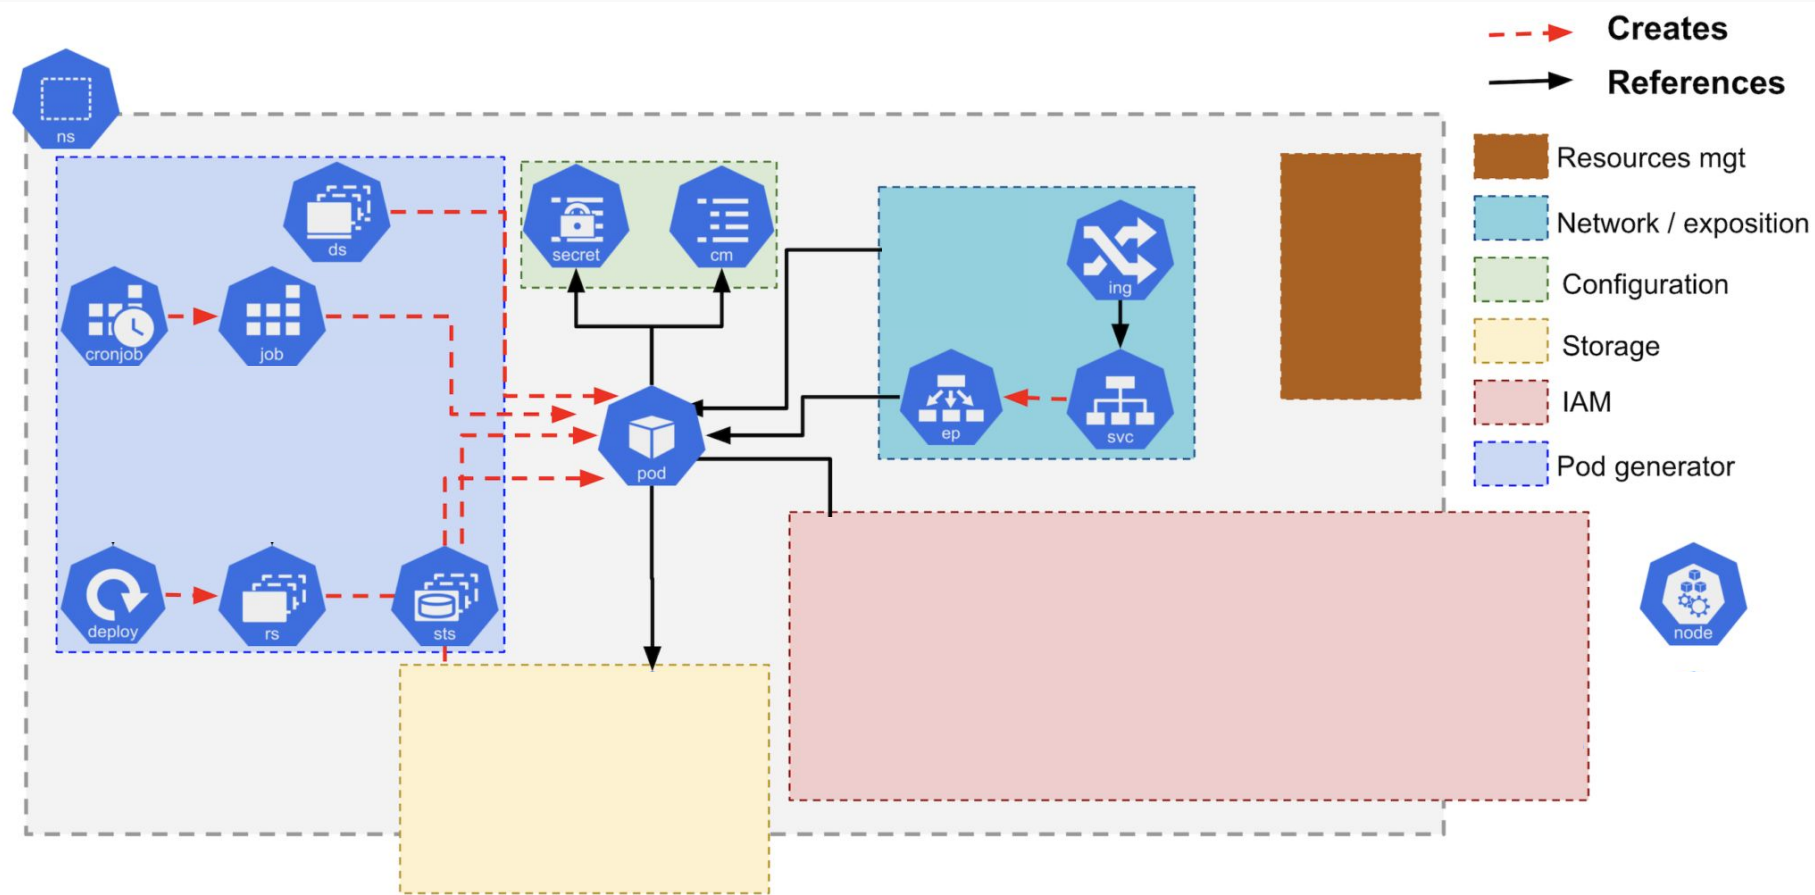 Creates
References
ns
Resources mgt
ds
secret
cm
Network / exposition
ing
Configuration
cronjob
job
Storage
IAM
ep
svc
pod
Pod generator
deploy
rs
sts
node